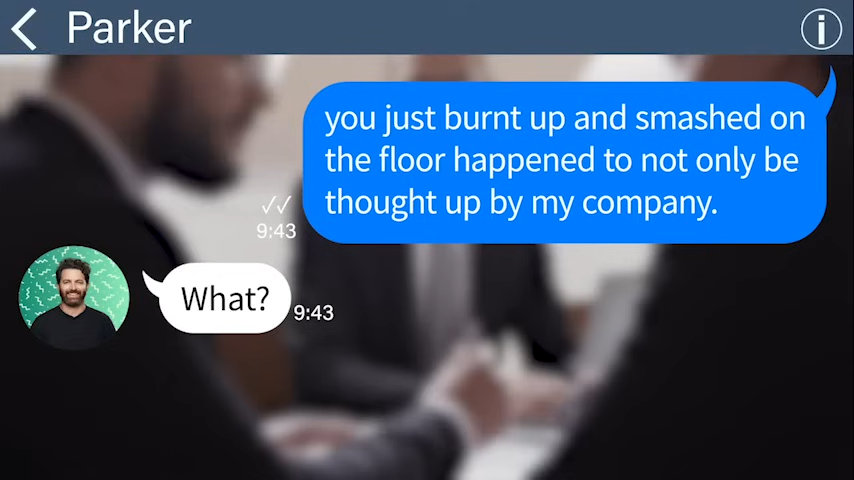 Parker
you just burnt up and smashed on
the floor happened to not only be
thought up by my company.
9:43
What?
9:43